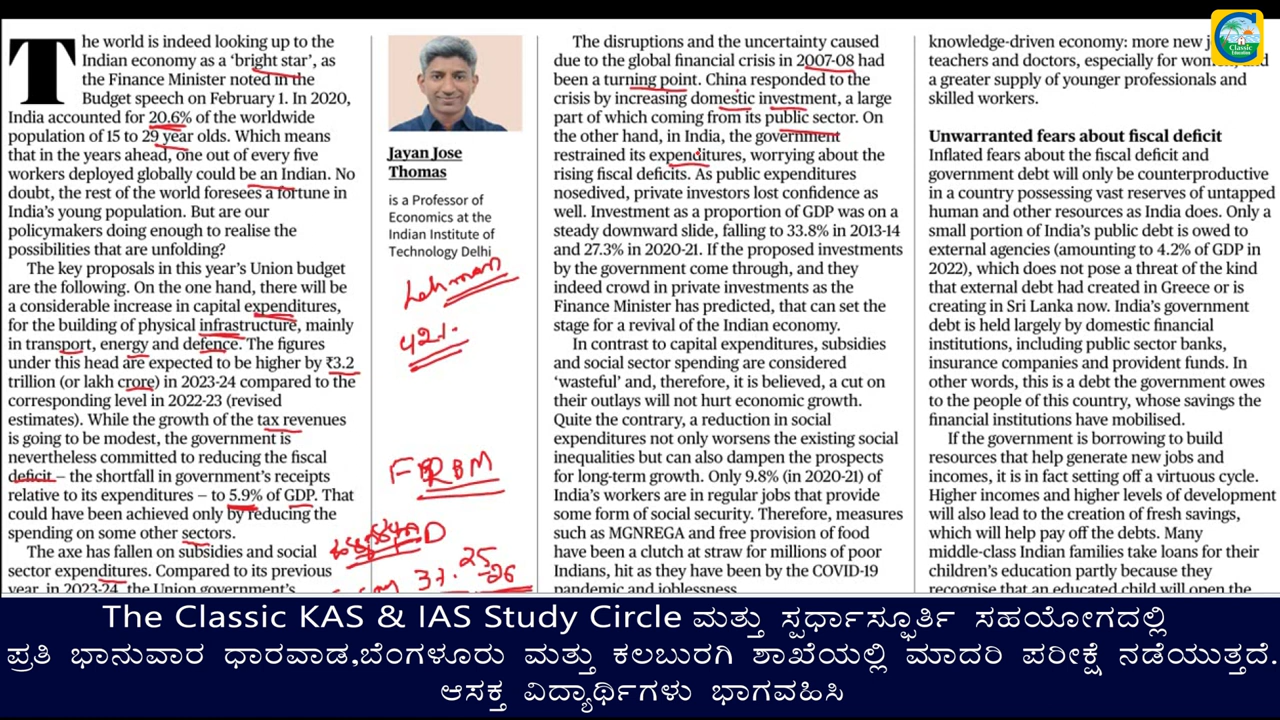 The world is indeed looking up to the
Indian economy as a ‘bright star’, as
the Finance Minister noted in the
Budget speech on February 1. In 2020,
India accounted for 20.6% of the worldwide
population of 15 to 29 year olds. Which means
that in the years ahead, one out of every five
workers deployed globally could be an Indian. No
doubt, the rest of the world foresees a fortune in
India’s young population. But are our
policymakers doing enough to realise the
possibilities that are unfolding?
The key proposals in this year’s Union budget
are the following. On the one hand, there will be
a considerable increase in capital expenditures,
for the building of physical infrastructure, mainly
in transport, energy and defence. The figures
under this head are expected to be higher by ₹3.2
trillion (or lakh crore) in 2023-24 compared to the
corresponding level in 2022-23 (revised
estimates). While the growth of the tax revenues
is going to be modest, the government is
nevertheless committed to reducing the fiscal
deficit – the shortfall in government’s receipts
relative to its expenditures – to 5.9% of GDP. That
could have been achieved only by reducing the
spending on some other sectors.
The axe has fallen on subsidies and social
sector expenditures. Compared to its previous
year, in 2023-24, the Union government’s
Jayan Jose
Thomas
is a Professor of
Economics at the
Indian Institute of
Technology Delhi
Lehman
42%
FRBM
37. 25
-26
The disruptions and the uncertainty caused
due to the global financial crisis in 2007-08 had
been a turning point. China responded to the
crisis by increasing domestic investment, a large
part of which coming from its public sector. On
the other hand, in India, the government
restrained its expenditures, worrying about the
rising fiscal deficits. As public expenditures
nosedived, private investors lost confidence as
well. Investment as a proportion of GDP was on a
steady downward slide, falling to 33.8% in 2013-14
and 27.3% in 2020-21. If the proposed investments
by the government come through, and they
indeed crowd in private investments as the
Finance Minister has predicted, that can set the
stage for a revival of the Indian economy.
In contrast to capital expenditures, subsidies
and social sector spending are considered
‘wasteful’ and, therefore, it is believed, a cut on
their outlays will not hurt economic growth.
Quite the contrary, a reduction in social
expenditures not only worsens the existing social
inequalities but can also dampen the prospects
for long-term growth. Only 9.8% (in 2020-21) of
India’s workers are in regular jobs that provide
some form of social security. Therefore, measures
such as MGNREGA and free provision of food
have been a clutch at straw for millions of poor
Indians, hit as they have been by the COVID-19
pandemic and joblessness.
knowledge-driven economy: more new
teachers and doctors, especially for and
a greater supply of younger professionals and
skilled workers.
Unwarranted fears about fiscal deficit
Inflated fears about the fiscal deficit and
government debt will only be counterproductive
in a country possessing vast reserves of untapped
human and other resources as India does. Only a
small portion of India’s public debt is owed to
external agencies (amounting to 4.2% of GDP in
2022), which does not pose a threat of the kind
that external debt had created in Greece or is
creating in Sri Lanka now. India’s government
debt is held largely by domestic financial
institutions, including public sector banks,
insurance companies and provident funds. In
other words, this is a debt the government owes
to the people of this country, whose savings the
financial institutions have mobilised.
If the government is borrowing to build
resources that help generate new jobs and
incomes, it is in fact setting off a virtuous cycle.
Higher incomes and higher levels of development
will also lead to the creation of fresh savings,
which will help pay off the debts. Many
middle-class Indian families take loans for their
children’s education partly because they
recognise that an educated child will open the
Classic
Education
The Classic KAS & IAS Study Circle ಮತ್ತು ಸ್ಪರ್ಧಾಸ್ಫೂರ್ತಿ ಸಹಯೋಗದಲ್ಲಿ
ಪ್ರತಿ ಭಾನುವಾರ ಧಾರವಾಡ,ಬೆಂಗಳೂರು ಮತ್ತು ಕಲಬುರಗಿ ಶಾಖೆಯಲ್ಲಿ ಮಾದರಿ ಪರೀಕ್ಷೆ ನಡೆಯುತ್ತದೆ.
ಆಸಕ್ತ ವಿದ್ಯಾರ್ಥಿಗಳು ಭಾಗವಹಿಸಿ